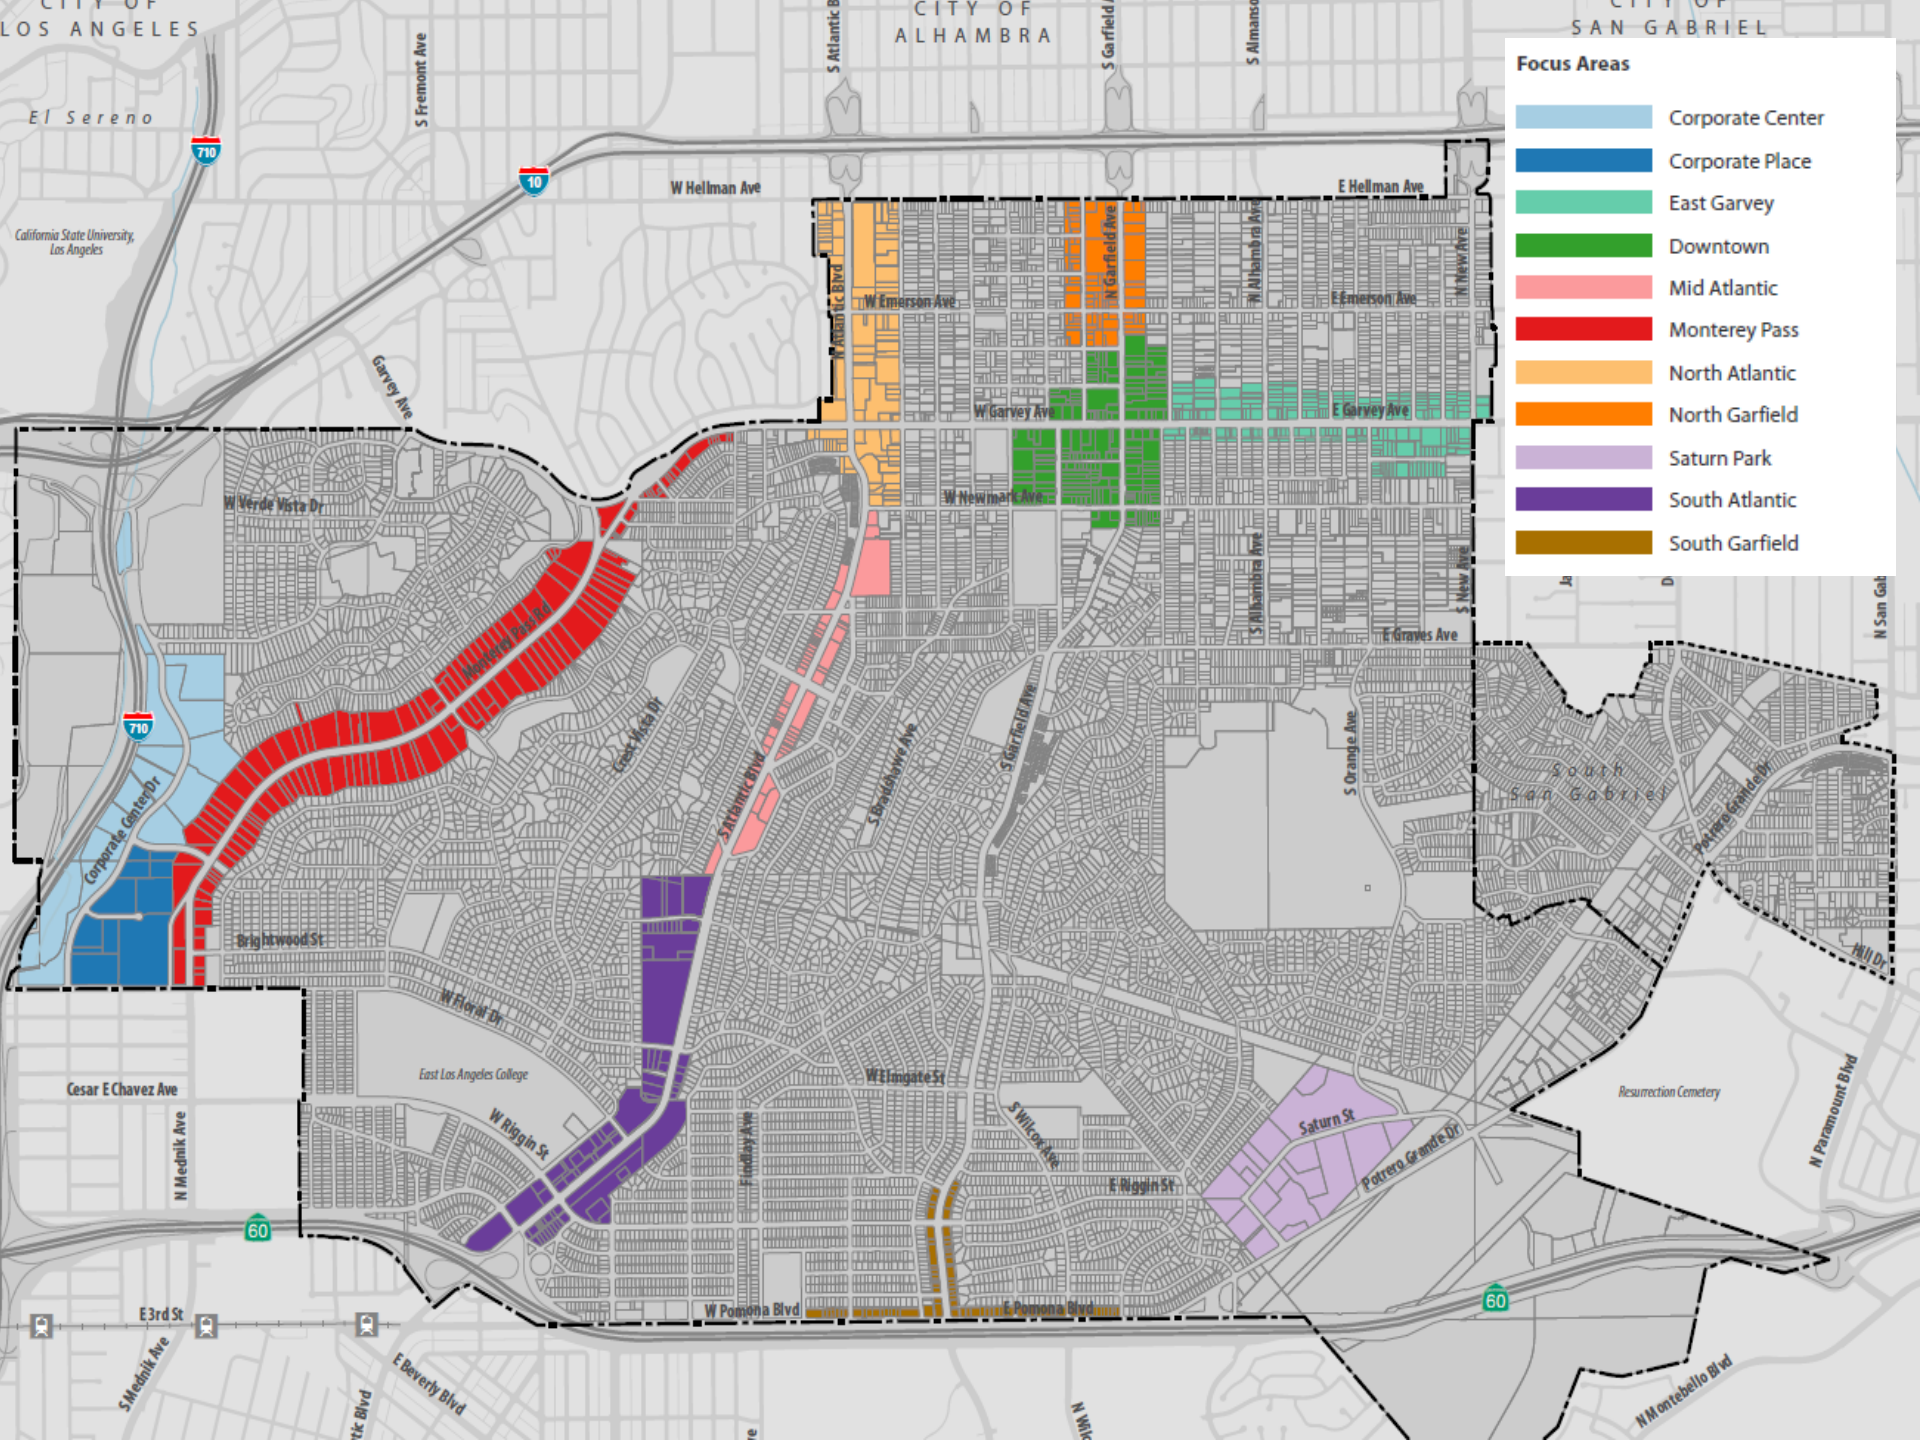 CITY OF
LOS ANGELES
CITY OF
ALHAMBRA
CITY OF
SAN GABRIEL
S Fremont Ave
S Atlantic B
S Garfield A
S Almanso
El Sereno
710
10
California State University,
Los Angeles
W Hellman Ave
E Hellman Ave
Focus Areas
Corporate Center
Corporate Place
East Garvey
Downtown
Mid Atlantic
Monterey Pass
North Atlantic
North Garfield
Saturn Park
South Atlantic
South Garfield
N Atlantic Blvd
N Garfield Ave
N Alhambra Ave
N New Ave
W Emerson Ave
E Emerson Ave
Garvey Ave
W Garvey Ave
E Garvey Ave
W Verde Vista Dr
W Newmark Ave
S Alhambra Ave
S New Ave
Ja
D
N San Gab
Monterey Pass Rd
E Graves Ave
710
Crest Vista Dr
S Atlantic Blvd
S Bradshawe Ave
S Garfield Ave
S Orange Ave
South
San Gabriel
Potrero Grande Dr
Corporate Center Dr
Brightwood St
Hill Dr
W Floral Dr
East Los Angeles College
W Elmgate St
Cesar E Chavez Ave
N Mednik Ave
W Riggin St
Findlay Ave
S Wilcox Ave
E Riggin St
Saturn St
Potrero Grande Dr
Resurrection Cemetery
N Paramount Blvd
60
60
E 3rd St
W Pomona Blvd
E Pomona Blvd
S Mednik Ave
E Beverly Blvd
tic Blvd
ve
N Wilc
N Montebello Blvd